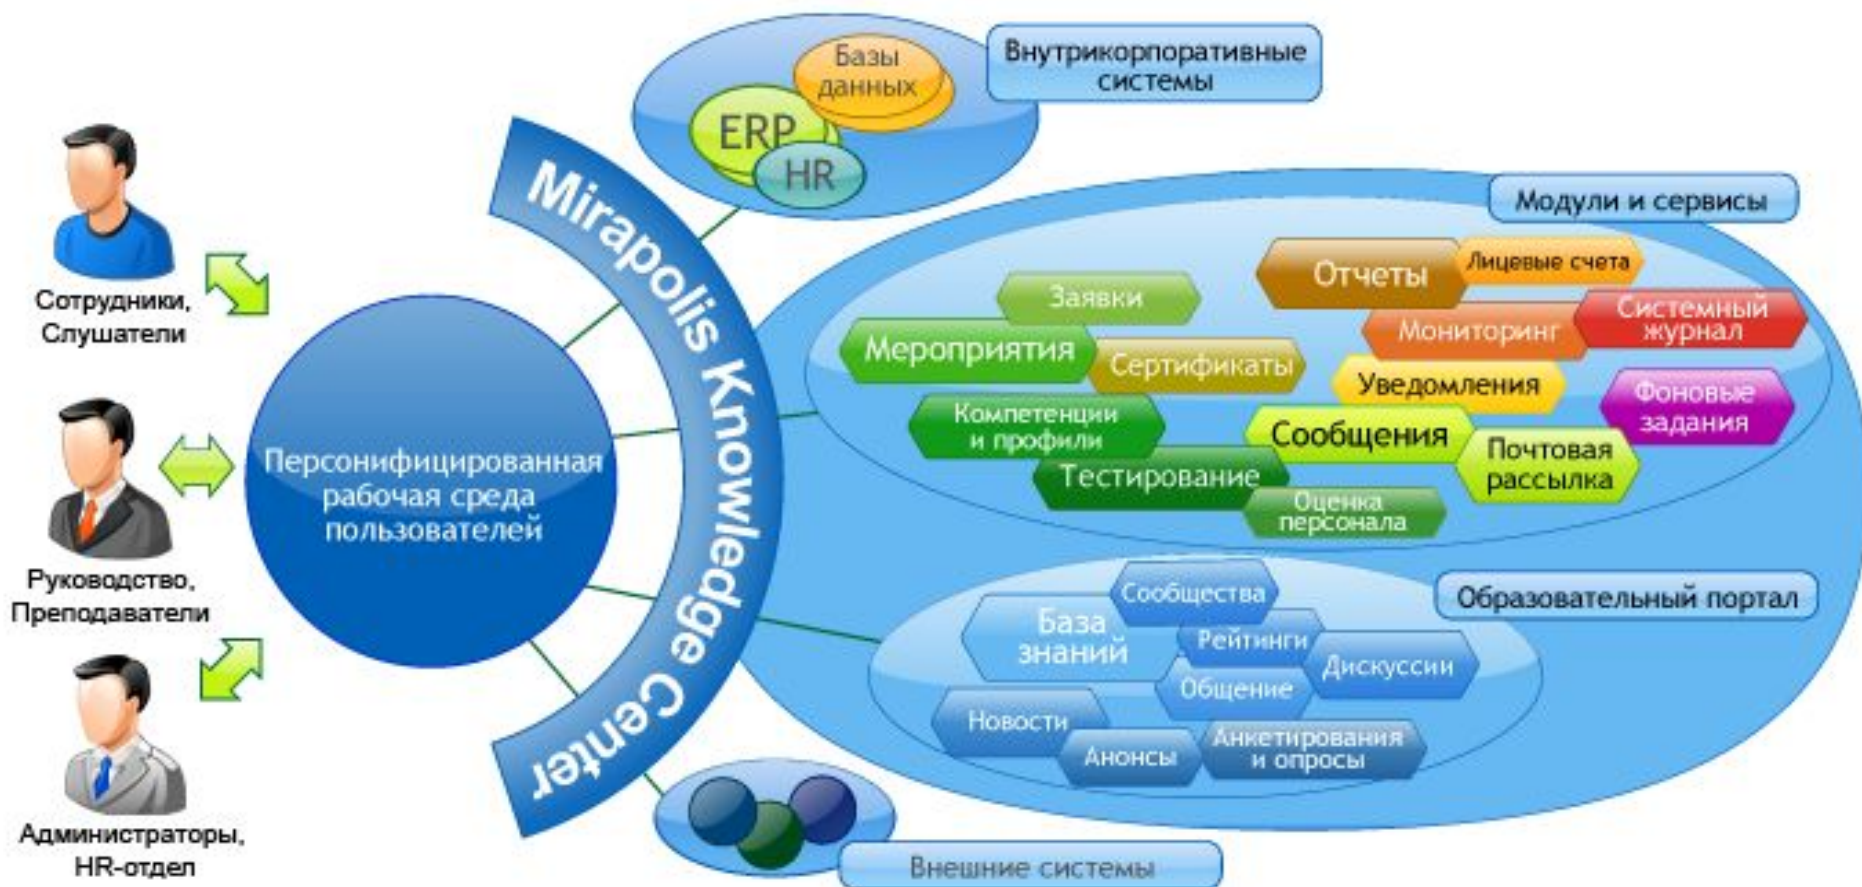 Сотрудники,
Слушатели
Руководство,
Преподаватели
Администраторы,
HR-отдел
Персонифицированная
рабочая среда
пользователей
Mirapolis Knowledge Center
Базы
данных
ERP
HR
Внутрикорпоративные
системы
Модули и сервисы
Отчеты
Лицевые счета
Заявки
Мониторинг
Системный
журнал
Мероприятия
Сертификаты
Уведомления
Фоновые
задания
Компетенции
и профили
Сообщения
Почтовая
рассылка
Тестирование
Оценка
персонала
Образовательный портал
Сообщества
База
знаний
Рейтинги
Дискуссии
Общение
Новости
Анонсы
Анкетирования
и опросы
Внешние системы